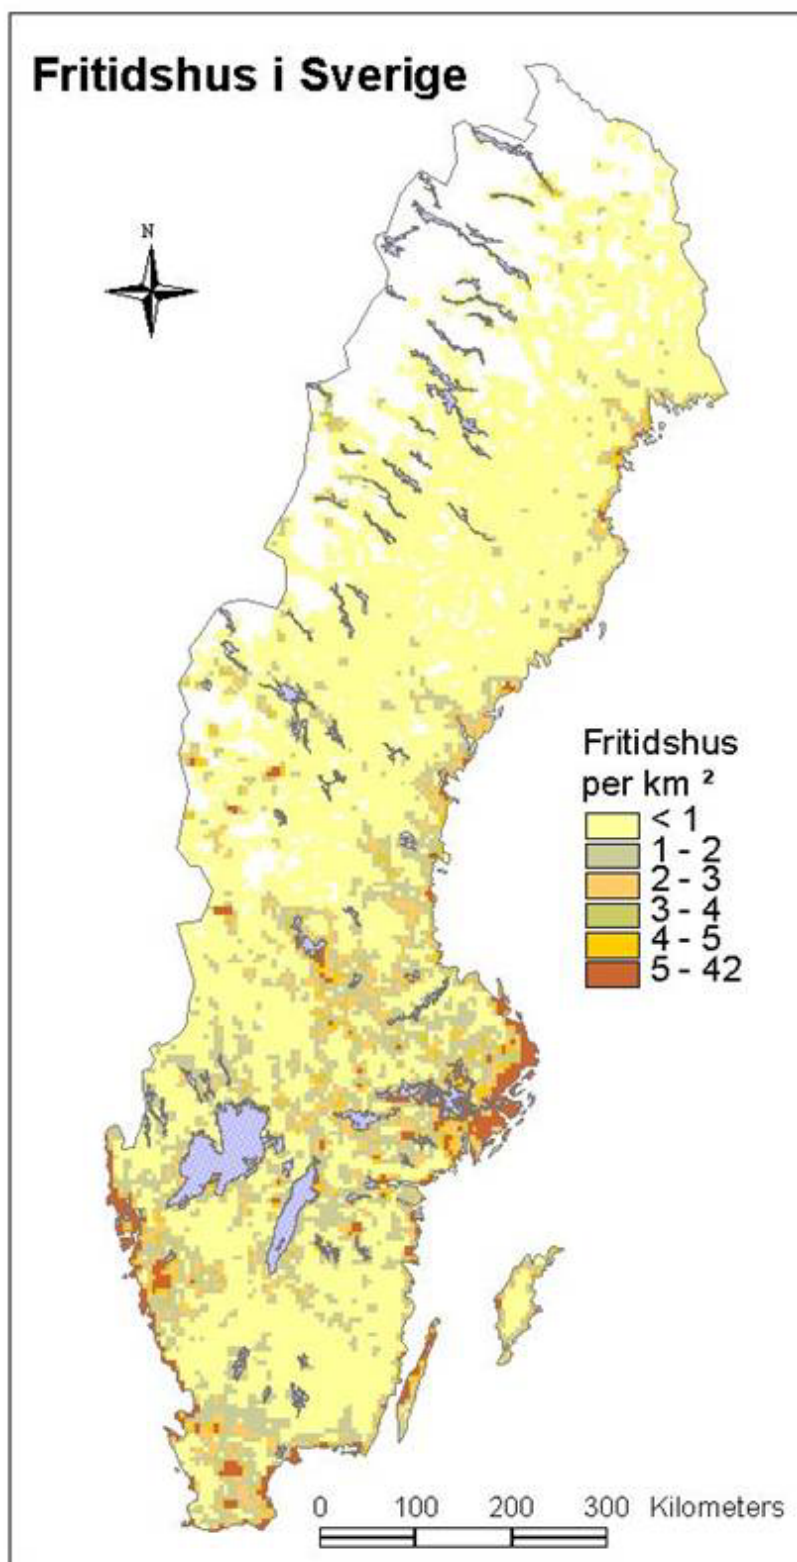 Fritidshus i Sverige
N
Fritidshus
per km ²
< 1
1 - 2
2 - 3
3 - 4
4 - 5
5 - 42
0 100 200 300 Kilometers